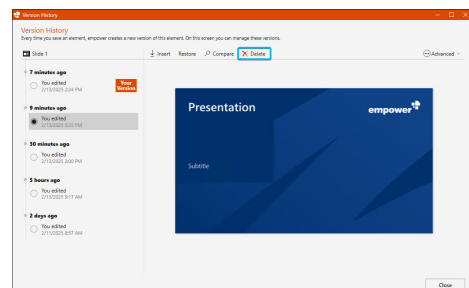 Version History
Version History
Every time you save an element, empower creates a new version of this element. On this screen you can manage these versions.
Slide 1
Insert Restore Compare Delete Advanced
7 minutes ago
You edited
2/13/2025 2:24 PM
Your Version
9 minutes ago
You edited
2/13/2025 3:22 PM
30 minutes ago
You edited
2/13/2025 3:00 PM
5 hours ago
You edited
2/13/2025 9:17 AM
2 days ago
You edited
2/11/2025 8:57 AM
Presentation
empower
Subtitle
Close